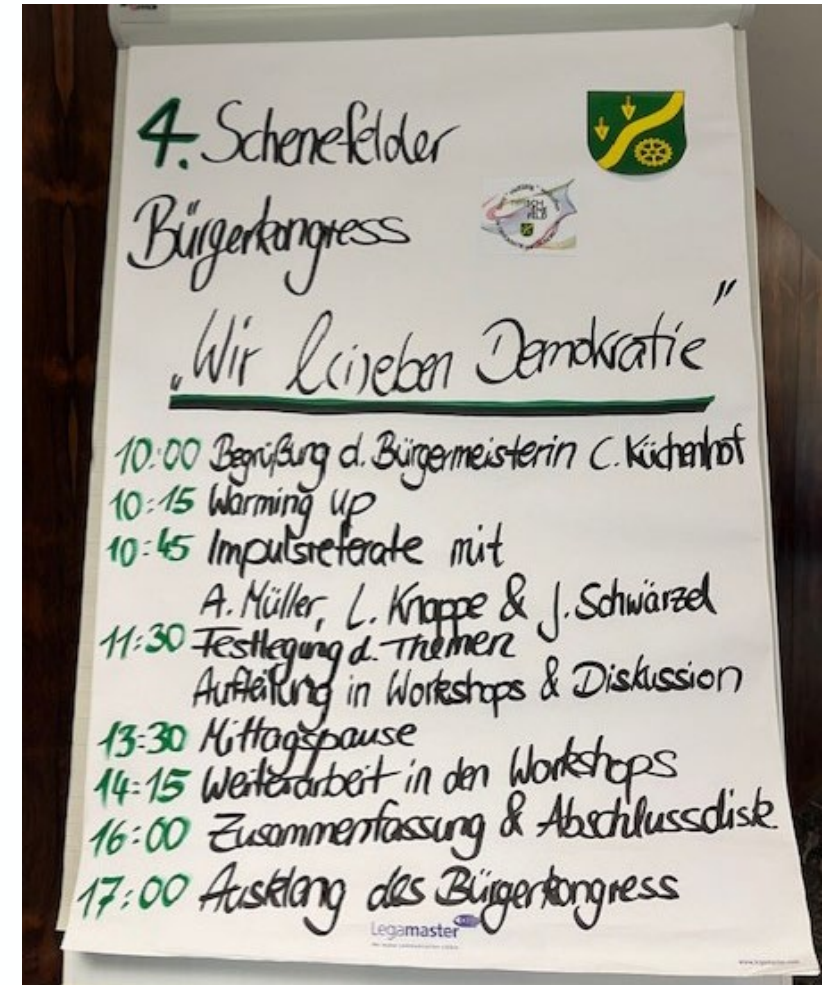 4. Schenefelder
Bürgerkongress
„Wir l(i)eben Demokratie"
10:00 Begrüßung d. Bürgermeisterin C. Küchenhof
10:15 Warming up
10:45 Impulsreferate mit
A. Müller, L. Knappe & J. Schwärzel
11:30 Festlegung d. Themen
Aufteilung in Workshops & Diskussion
13:30 Mittagspause
14:15 Weiterarbeit in den Workshops
16:00 Zusammenfassung & Abschlussdisk.
17:00 Ausklang des Bürgerkongress
Legamaster